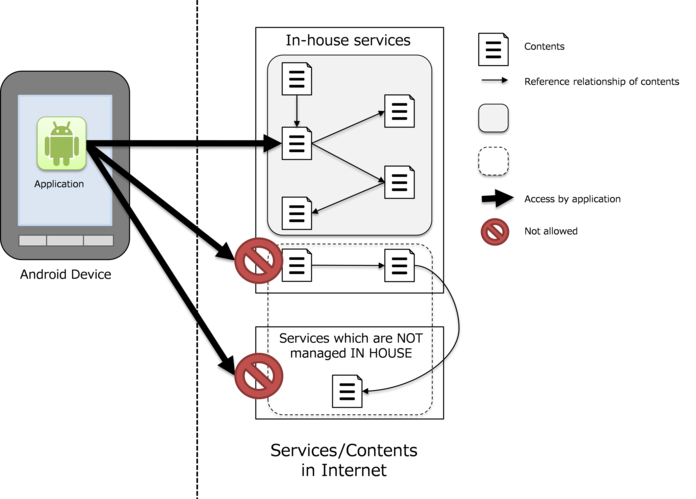 In-house services
Contents
Reference relationship of contents
Application
Access by application
Not allowed
Android Device
Services which are NOT
managed IN HOUSE
Services/Contents
in Internet